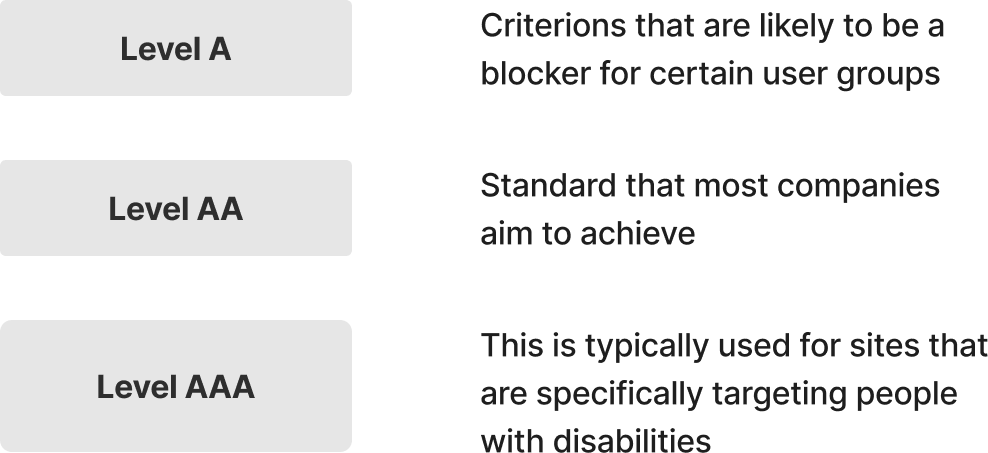 Level A
Criterions that are likely to be a
blocker for certain user groups
Level AA
Standard that most companies
aim to achieve
Level AAA
This is typically used for sites that
are specifically targeting people
with disabilities